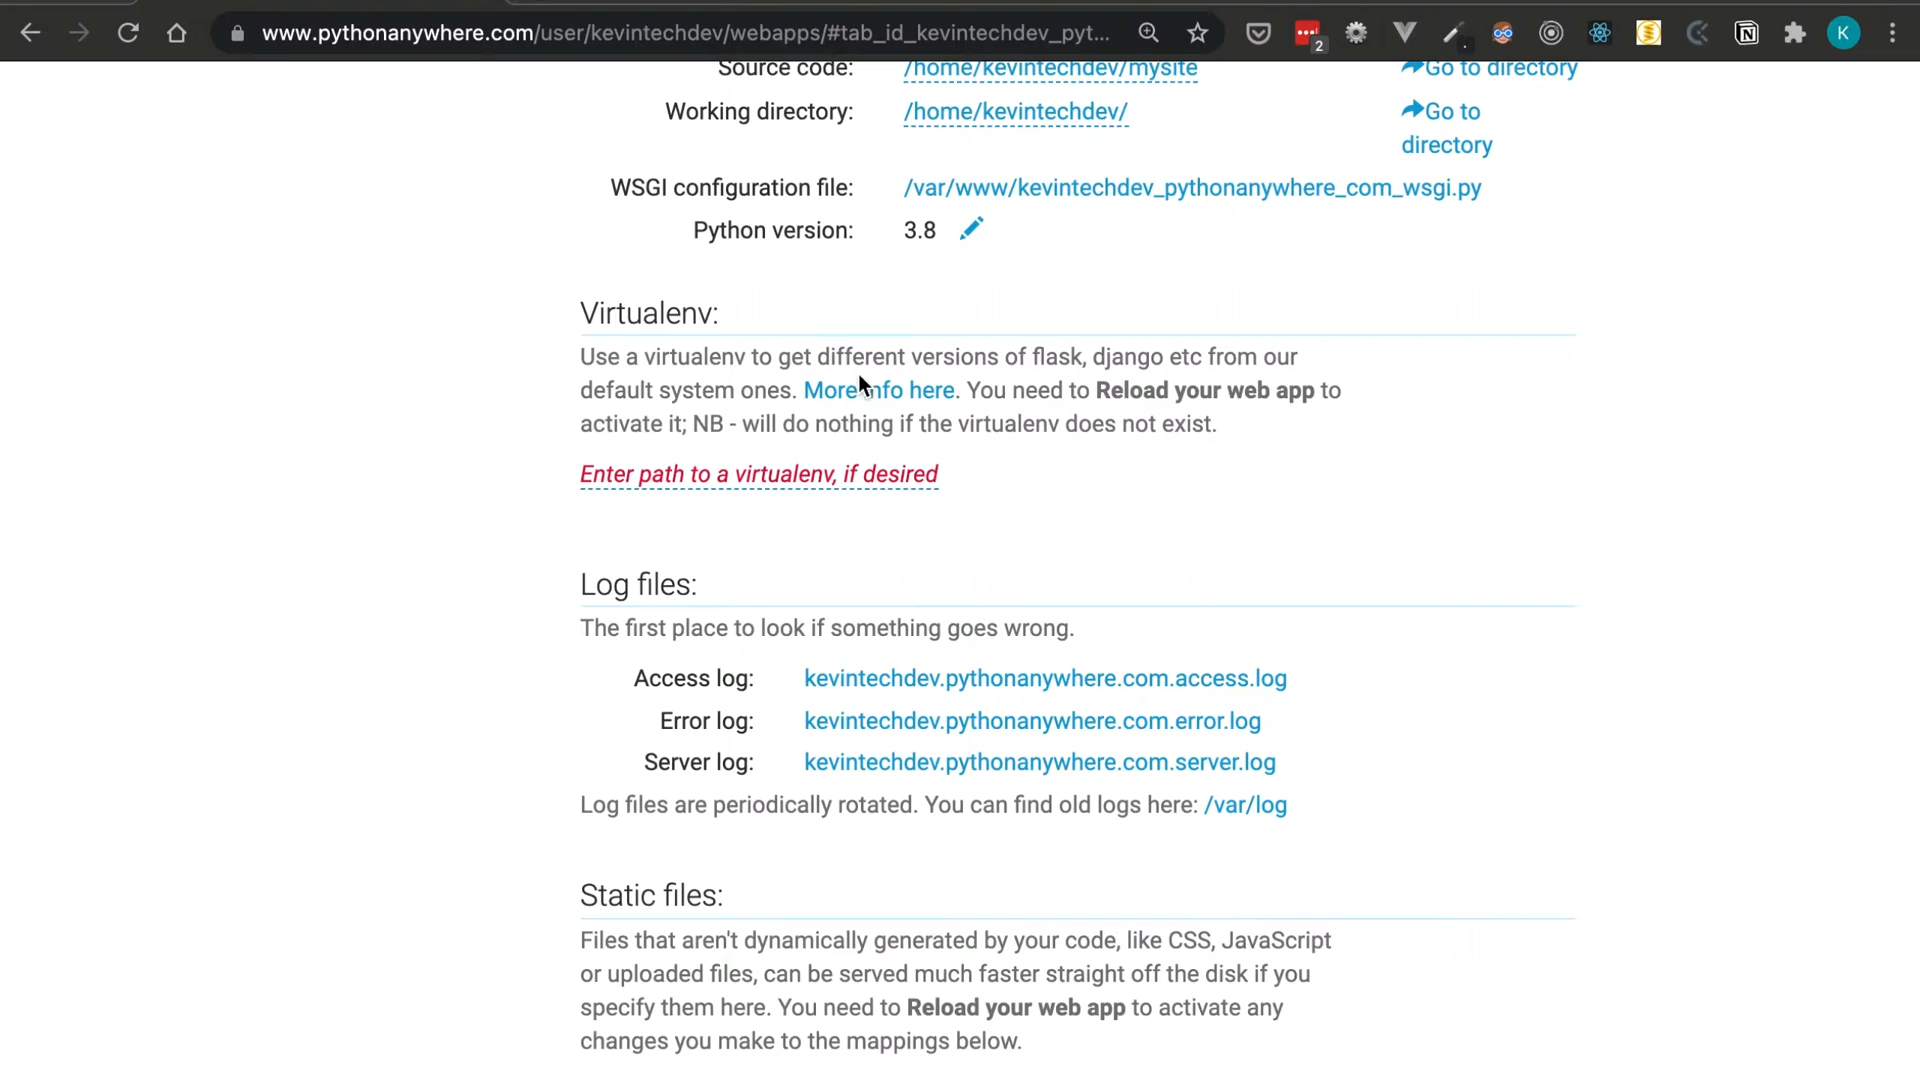 www.pythonanywhere.com/user/kevintechdev/webapps/#tab_id_kevintechdev_pyt...
2
N
K
Source code: /home/kevintechdev/mysite Go to directory
Working directory: /home/kevintechdev/ Go to
directory
WSGI configuration file: /var/www/kevintechdev_pythonanywhere_com_wsgi.py
Python version: 3.8
Virtualenv:
Use a virtualenv to get different versions of flask, django etc from our
default system ones. More info here. You need to Reload your web app to
activate it; NB - will do nothing if the virtualenv does not exist.
Enter path to a virtualenv, if desired
Log files:
The first place to look if something goes wrong.
Access log: kevintechdev.pythonanywhere.com.access.log
Error log: kevintechdev.pythonanywhere.com.error.log
Server log: kevintechdev.pythonanywhere.com.server.log
Log files are periodically rotated. You can find old logs here: /var/log
Static files:
Files that aren't dynamically generated by your code, like CSS, JavaScript
or uploaded files, can be served much faster straight off the disk if you
specify them here. You need to Reload your web app to activate any
changes you make to the mappings below.